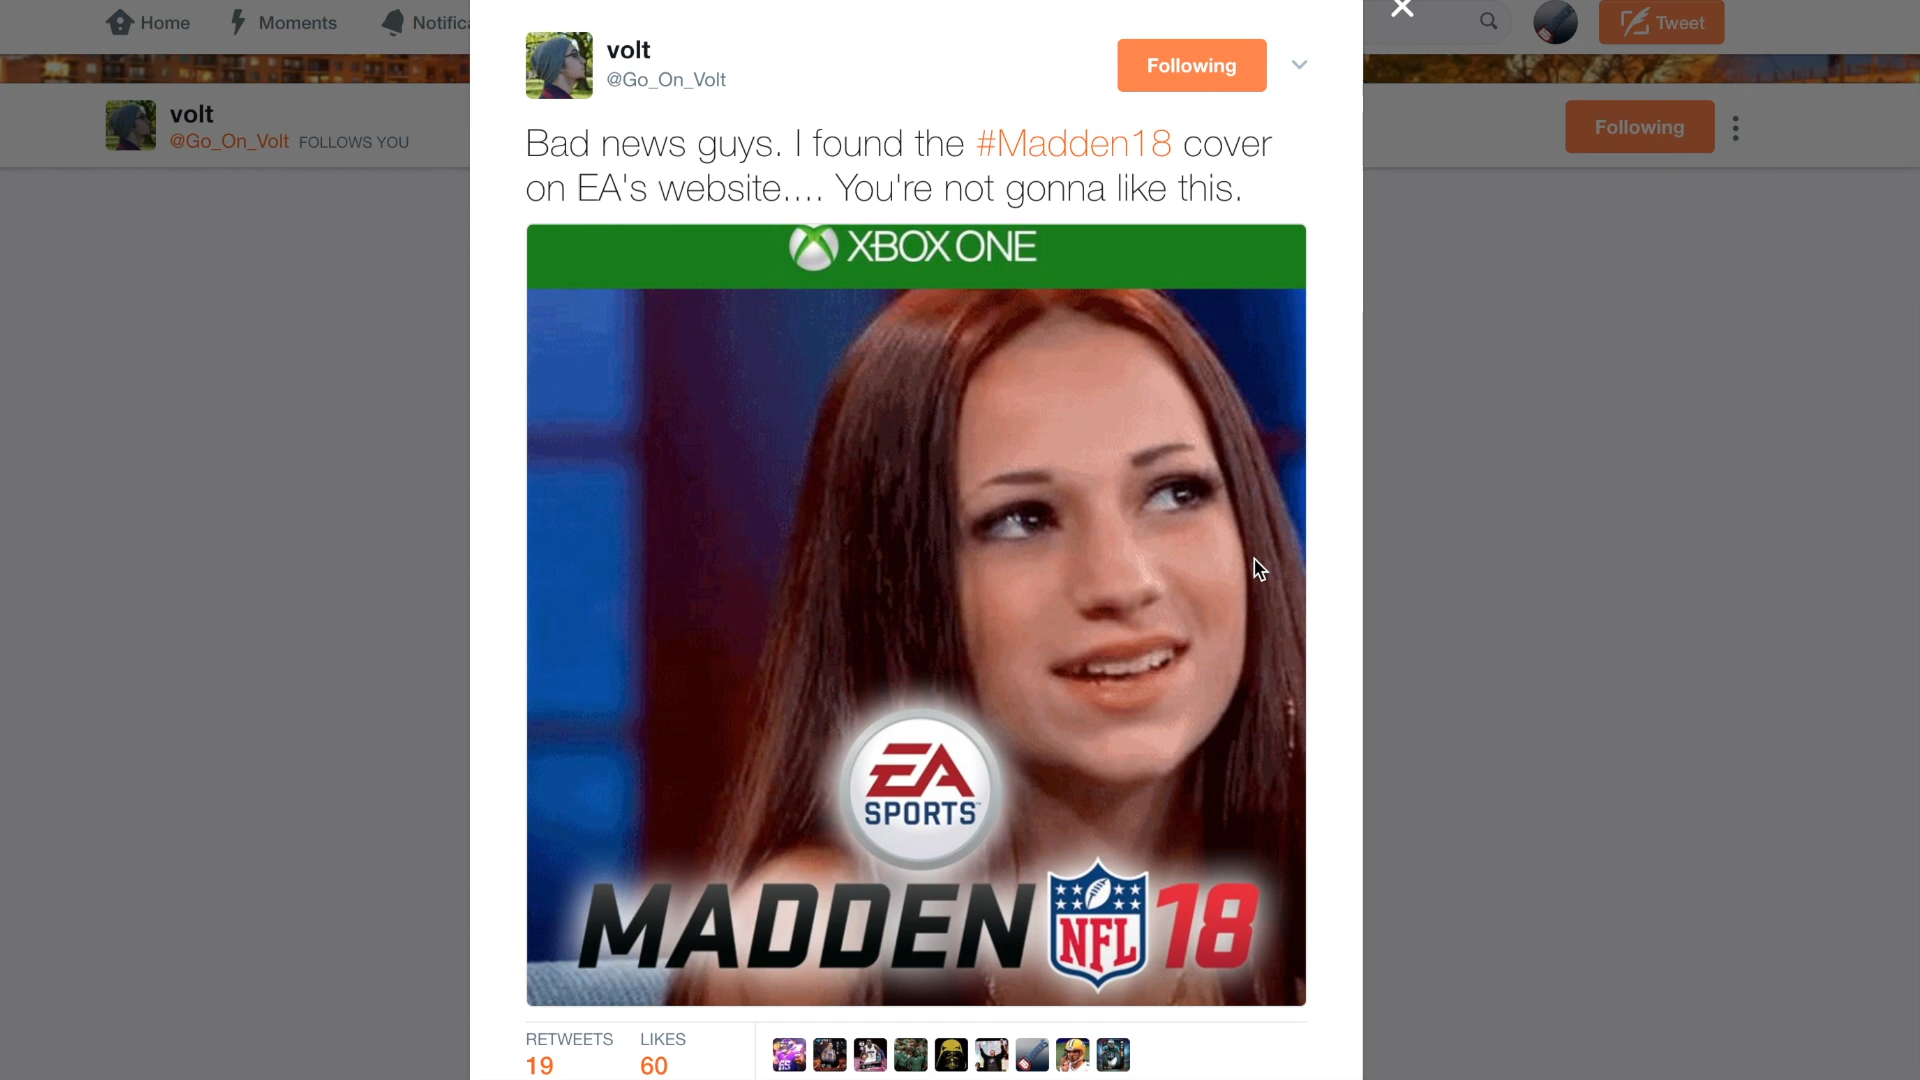 Home
Moments
Notifica
Tweet
volt
@Go_On_Volt FOLLOWS YOU
Following
volt
@Go_On_Volt
Following
Bad news guys. I found the #Madden18 cover
on EA's website.... You're not gonna like this.
XBOX ONE
EA
SPORTS
MADDEN NFL 18
RETWEETS
19
LIKES
60